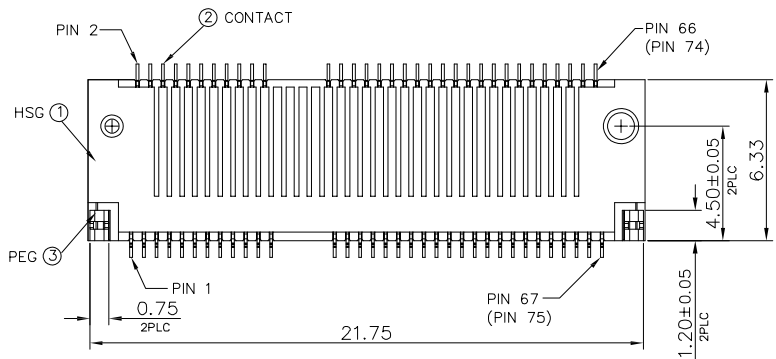 ② CONTACT
PIN 2
PIN 66
(PIN 74)
HSG ①
PEG ③
PIN 1
PIN 67
(PIN 75)
0.75
2PLC
21.75
4.50±0.05
2PLC
6.33
1.20±0.05
2PLC